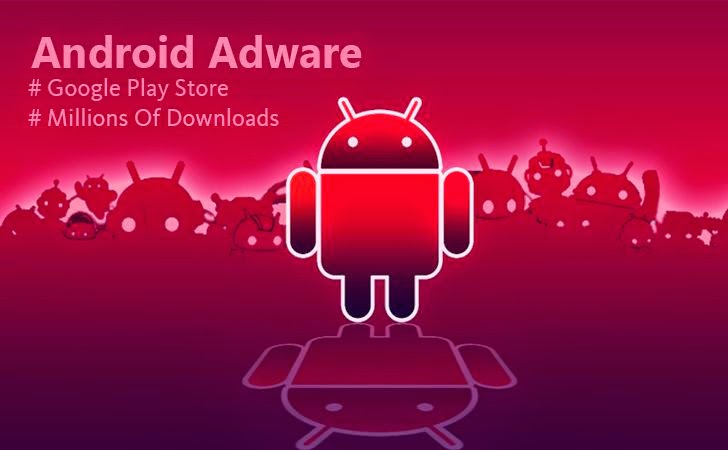 Android Adware
# Google Play Store
# Millions Of Downloads